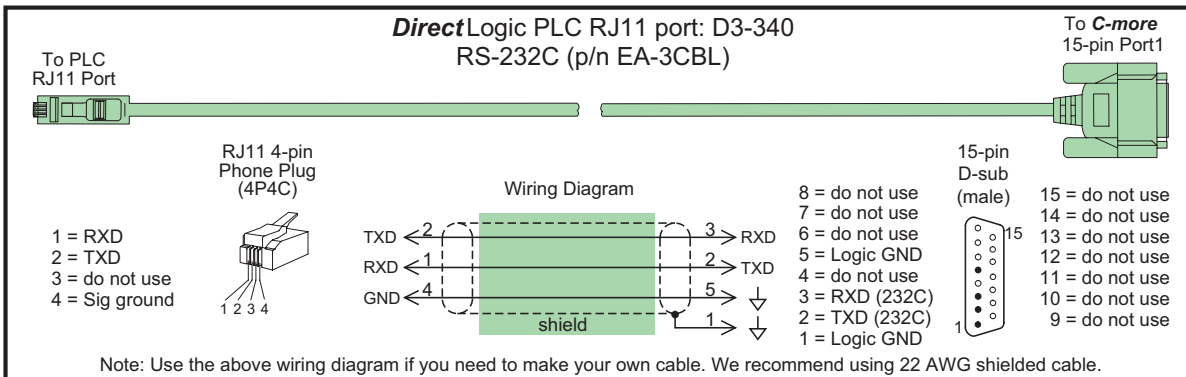 DirectLogic PLC RJ11 port: D3-340
RS-232C (p/n EA-3CBL)
To PLC
RJ11 Port
To C-more
15-pin Port1
RJ11 4-pin
Phone Plug
(4P4C)
1 = RXD
2 = TXD
3 = do not use
4 = Sig ground
1 2 3 4
Wiring Diagram
TXD 2 3 RXD
RXD 1 2 TXD
GND 4 5
shield 1
8 = do not use
7 = do not use
6 = do not use
5 = Logic GND
4 = do not use
3 = RXD (232C)
2 = TXD (232C)
1 = Logic GND
15-pin
D-sub
(male)
15
1
15 = do not use
14 = do not use
13 = do not use
12 = do not use
11 = do not use
10 = do not use
9 = do not use
Note: Use the above wiring diagram if you need to make your own cable. We recommend using 22 AWG shielded cable.